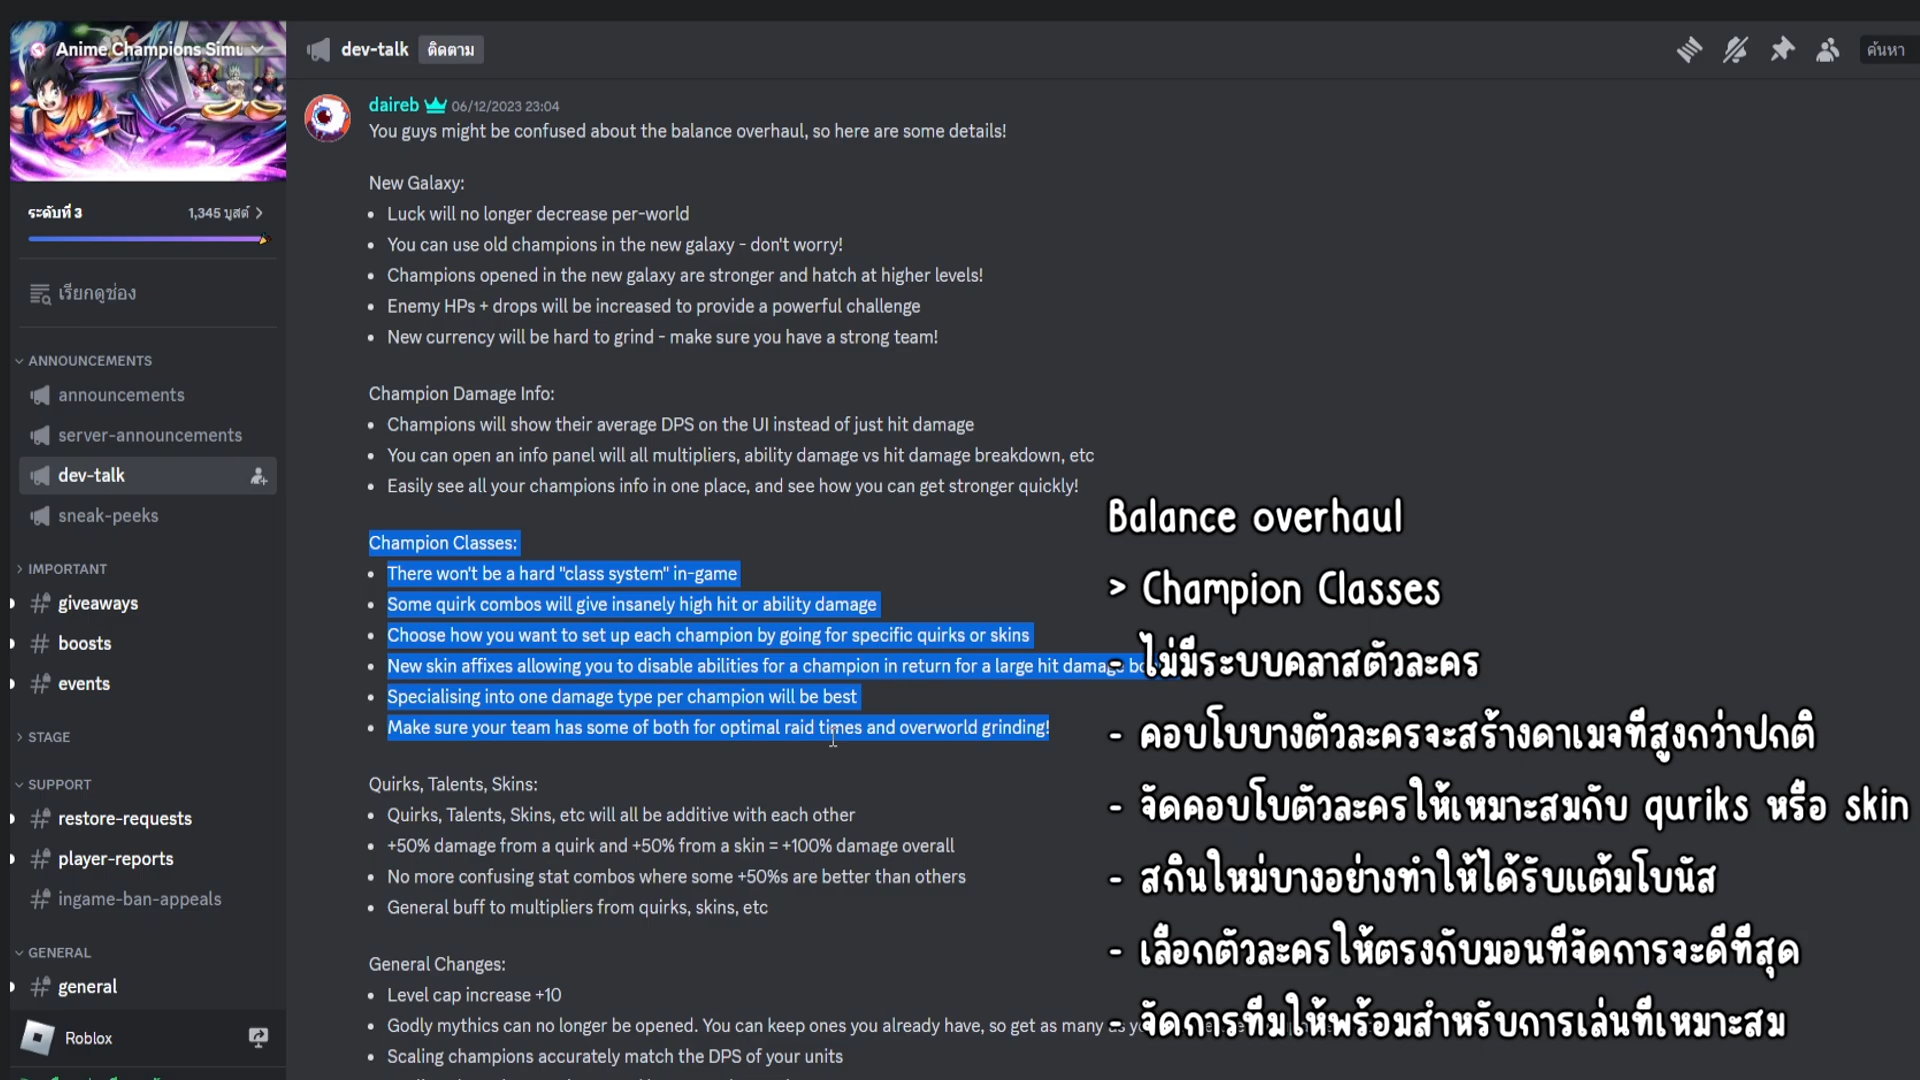 Anime Champions Simu
ระดับที่ 3
1,345 บูสต์
เรียกดูช่อง
ANNOUNCEMENTS
announcements
server-announcements
dev-talk
sneak-peeks
IMPORTANT
giveaways
boosts
events
STAGE
SUPPORT
restore-requests
player-reports
ingame-ban-appeals
GENERAL
general
Roblox
dev-talk
ติดตาม
ค้นหา
daireb 06/12/2023 23:04
You guys might be confused about the balance overhaul, so here are some details!
New Galaxy:
• Luck will no longer decrease per-world
• You can use old champions in the new galaxy - don't worry!
• Champions opened in the new galaxy are stronger and hatch at higher levels!
• Enemy HPs + drops will be increased to provide a powerful challenge
• New currency will be hard to grind - make sure you have a strong team!
Champion Damage Info:
• Champions will show their average DPS on the UI instead of just hit damage
• You can open an info panel will all multipliers, ability damage vs hit damage breakdown, etc
• Easily see all your champions info in one place, and see how you can get stronger quickly!
Champion Classes:
• There won't be a hard "class system" in-game
• Some quirk combos will give insanely high hit or ability damage
• Choose how you want to set up each champion by going for specific quirks or skins
• New skin affixes allowing you to disable abilities for a champion in return for a large hit damage
• Specialising into one damage type per champion will be best
• Make sure your team has some of both for optimal raid times and overworld grinding!
Quirks, Talents, Skins:
• Quirks, Talents, Skins, etc will all be additive with each other
• +50% damage from a quirk and +50% from a skin = +100% damage overall
• No more confusing stat combos where some +50%s are better than others
• General buff to multipliers from quirks, skins, etc
General Changes:
• Level cap increase +10
• Godly mythics can no longer be opened. You can keep ones you already have, so get as many as
• Scaling champions accurately match the DPS of your units
Balance overhaul
> Champion Classes
- ไม่มีระบบคลาสตัวละคร
- คอบโบบางตัวละครจะสร้างดาเมจที่สูงกว่าปกติ
- จัดคอบโบตัวละครให้เหมาะสมกับ quriks หรือ skin
- สกินใหม่บางอย่างทำให้ได้รับแต้มโบนัส
- เลือกตัวละครให้ตรงกับมอนที่จัดการจะดีที่สุด
- จัดการทีมให้พร้อมสำหรับการเล่นที่เหมาะสม